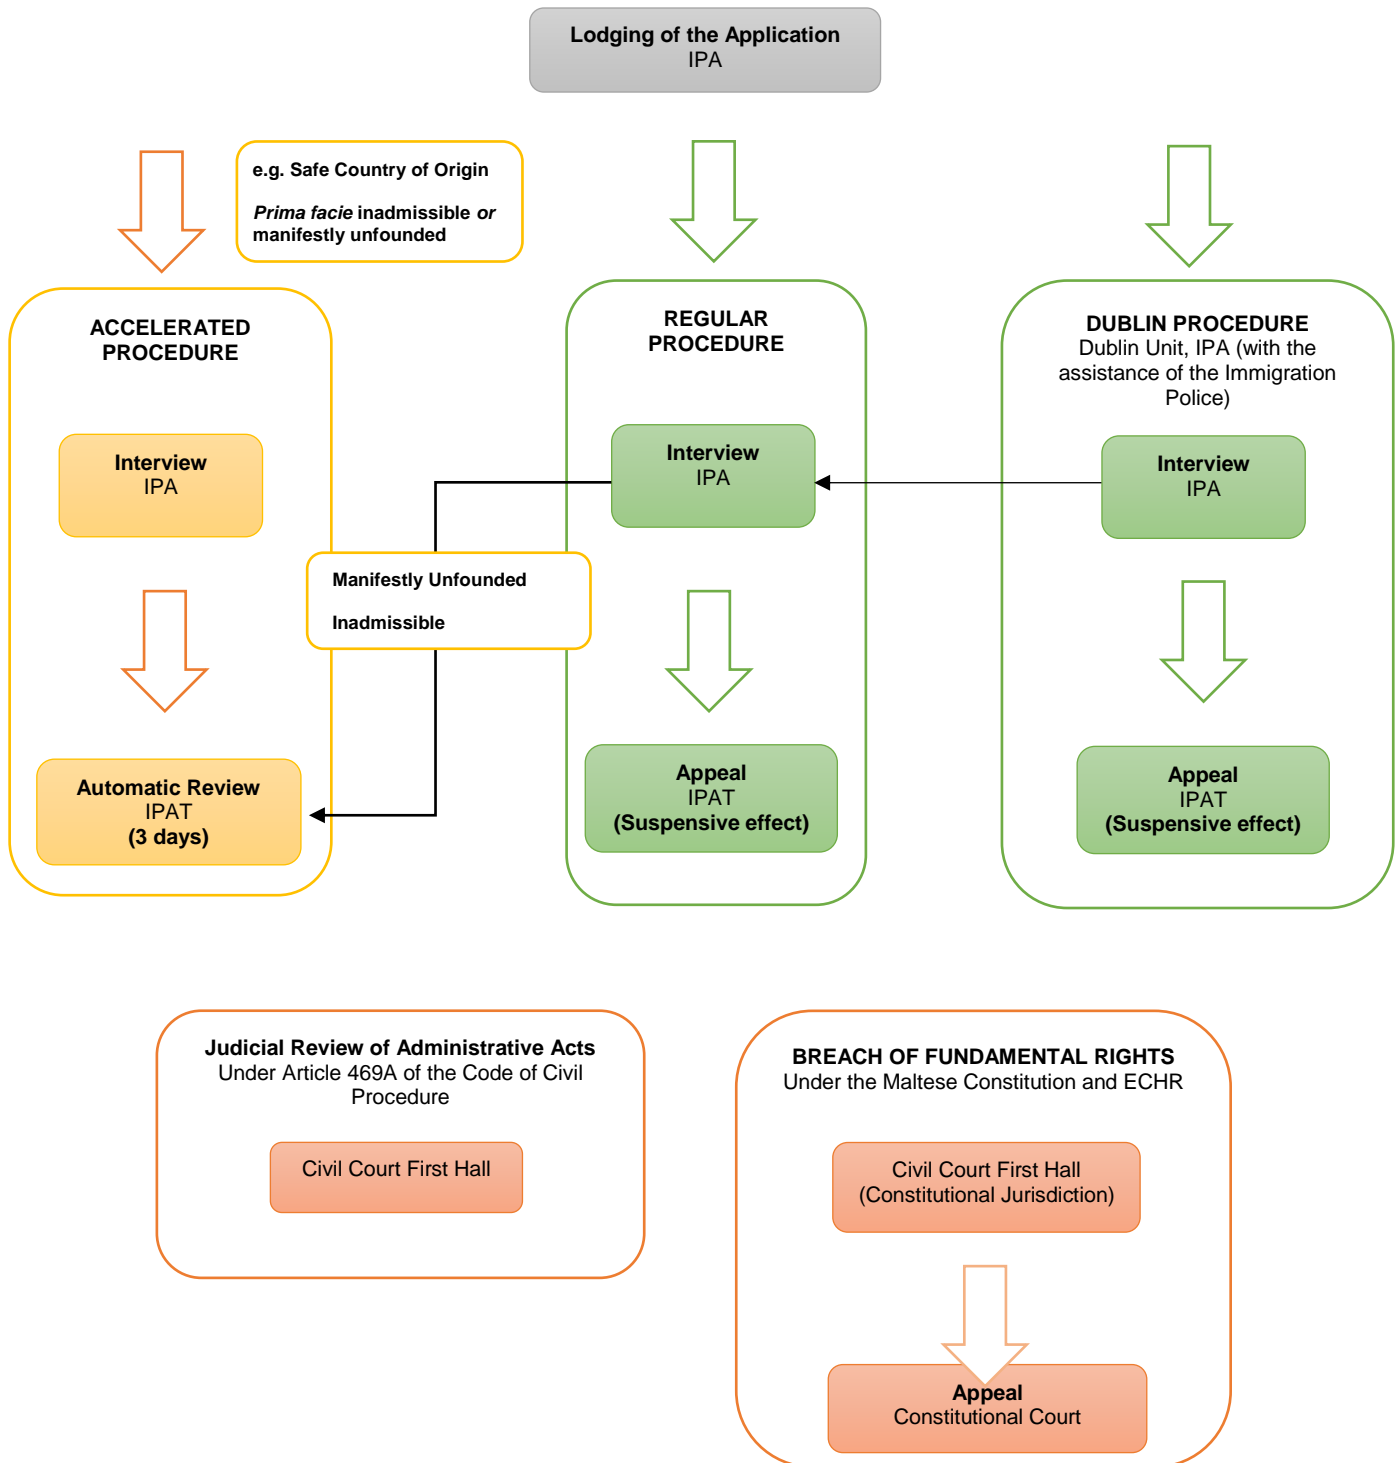 Lodging of the Application
IPA
e.g. Safe Country of Origin
Prima facie inadmissible or
manifestly unfounded
ACCELERATED
PROCEDURE
Interview
IPA
Automatic Review
IPAT
(3 days)
Manifestly Unfounded
Inadmissible
REGULAR
PROCEDURE
Interview
IPA
Appeal
IPAT
(Suspensive effect)
DUBLIN PROCEDURE
Dublin Unit, IPA (with the
assistance of the Immigration
Police)
Interview
IPA
Appeal
IPAT
(Suspensive effect)
Judicial Review of Administrative Acts
Under Article 469A of the Code of Civil
Procedure
Civil Court First Hall
BREACH OF FUNDAMENTAL RIGHTS
Under the Maltese Constitution and ECHR
Civil Court First Hall
(Constitutional Jurisdiction)
Appeal
Constitutional Court